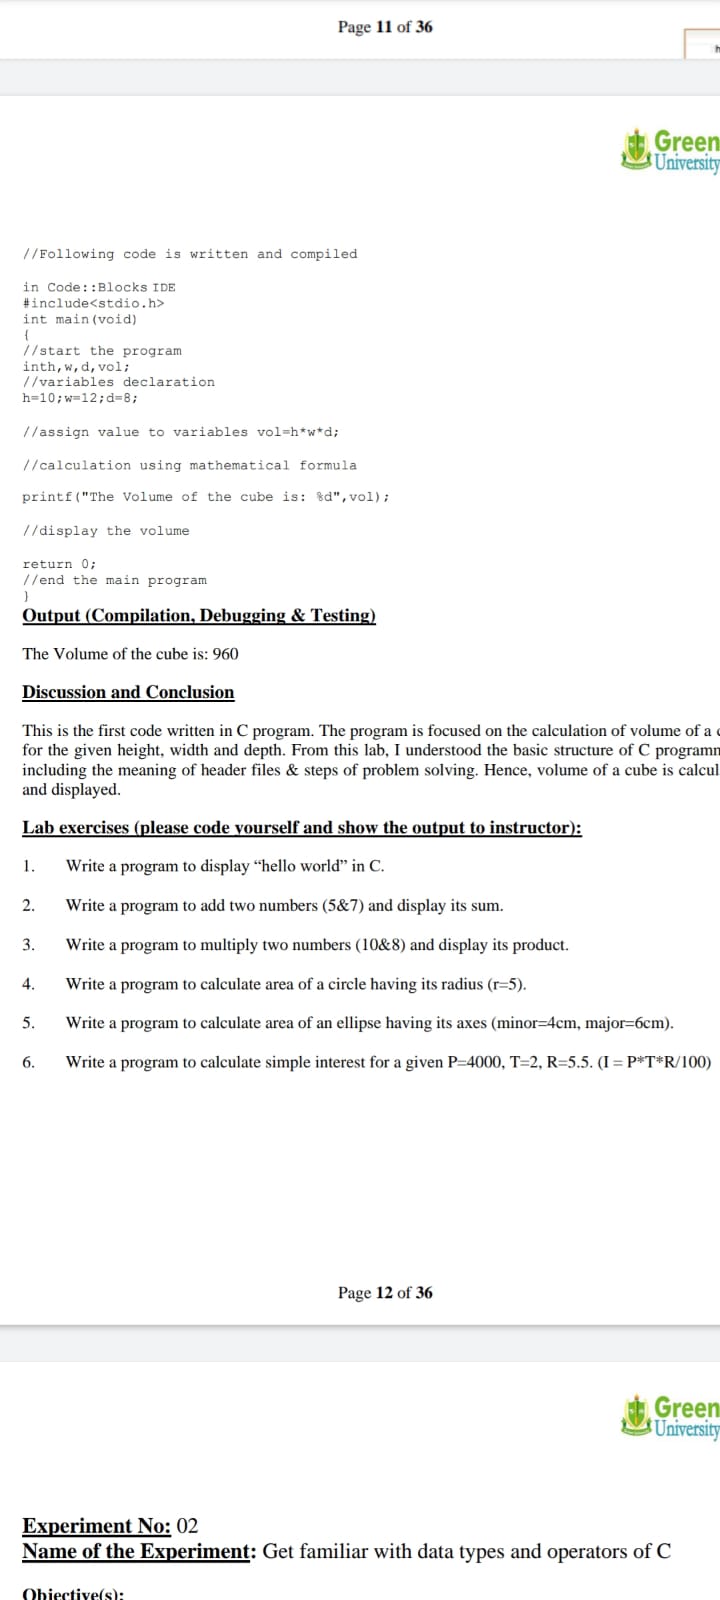 Page 11 of 36
Green
University
//Following code is written and compiled
in Code::Blocks IDE
#include<stdio.h>
int main(void)
{
//start the program
inth,w,d,vol;
//variables declaration
h=10;w=12;d=8;
//assign value to variables vol=h*w*d;
//calculation using mathematical formula
printf("The Volume of the cube is: %d",vol);
//display the volume
return 0;
//end the main program
}
Output (Compilation, Debugging & Testing)
The Volume of the cube is: 960
Discussion and Conclusion
This is the first code written in C program. The program is focused on the calculation of volume of a
for the given height, width and depth. From this lab, I understood the basic structure of C
including the meaning of header files & steps of problem solving. Hence, volume of a cube is calcul
and displayed.
Lab exercises (please code yourself and show the output to instructor):
1. Write a program to display “hello world” in C.
2. Write a program to add two numbers (5&7) and display its sum.
3. Write a program to multiply two numbers (10&8) and display its product.
4. Write a program to calculate area of a circle having its radius (r=5).
5. Write a program to calculate area of an ellipse having its axes (minor=4cm, major=6cm).
6. Write a program to calculate simple interest for a given P=4000, T=2, R=5.5. (I = P*T*R/100)
Page 12 of 36
Green
University
Experiment No: 02
Name of the Experiment: Get familiar with data types and operators of C
Objective(s):